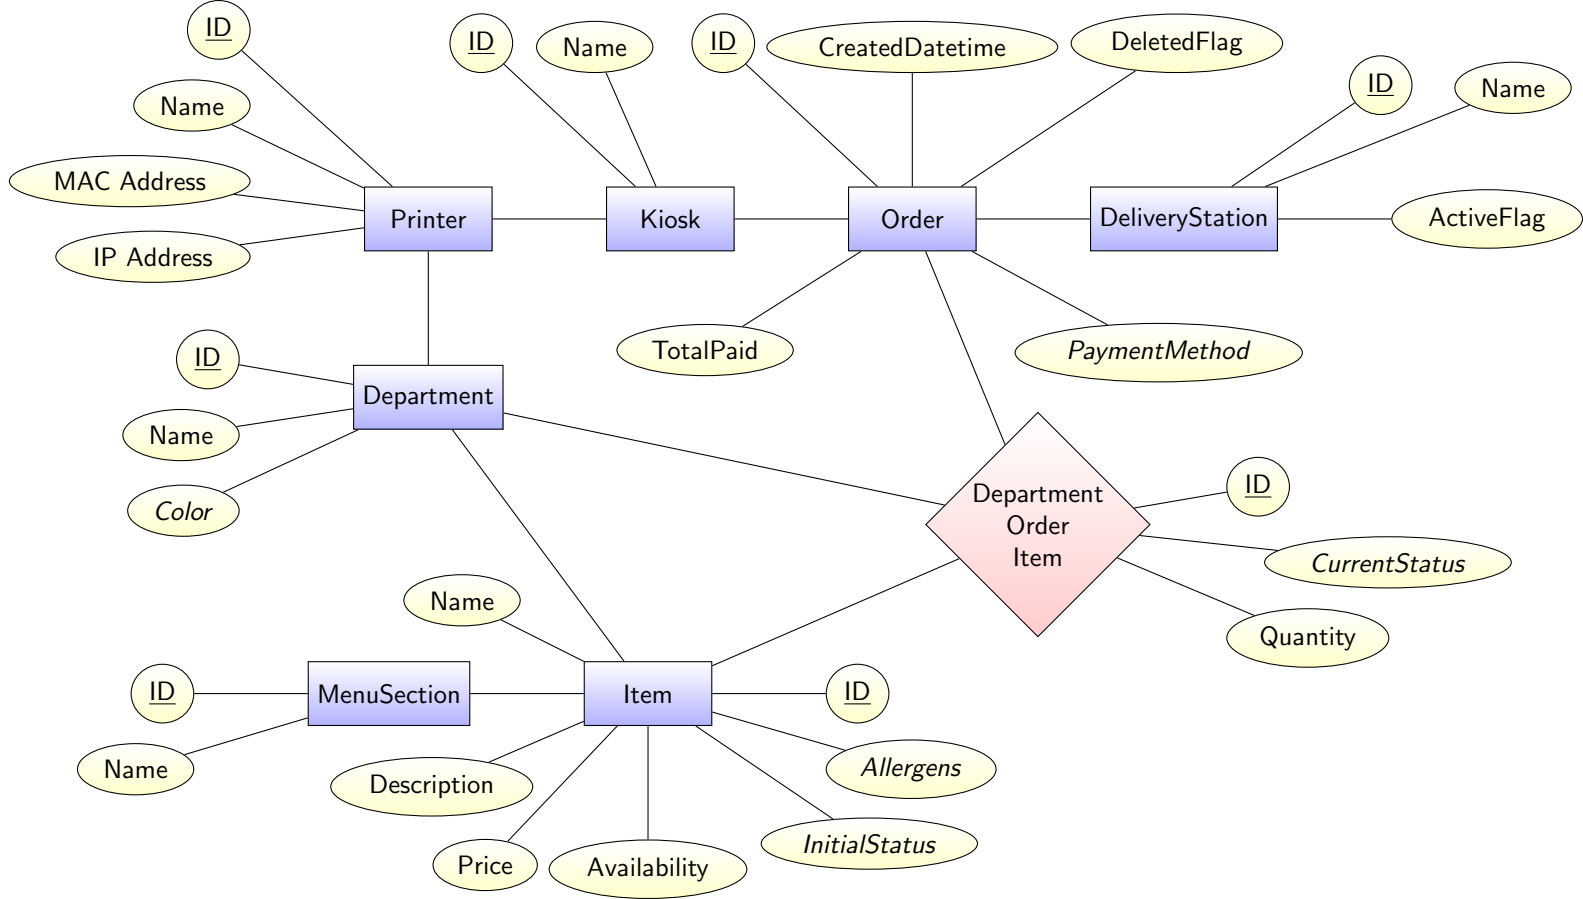 ID
ID
Name
ID
CreatedDatetime
DeletedFlag
ID
Name
Name
MAC Address
IP Address
Printer
Kiosk
Order
DeliveryStation
ActiveFlag
TotalPaid
PaymentMethod
ID
Name
Color
Department
Department
Order
Item
ID
CurrentStatus
Quantity
Name
ID
Name
MenuSection
Item
ID
Description
Allergens
Price
Availability
InitialStatus